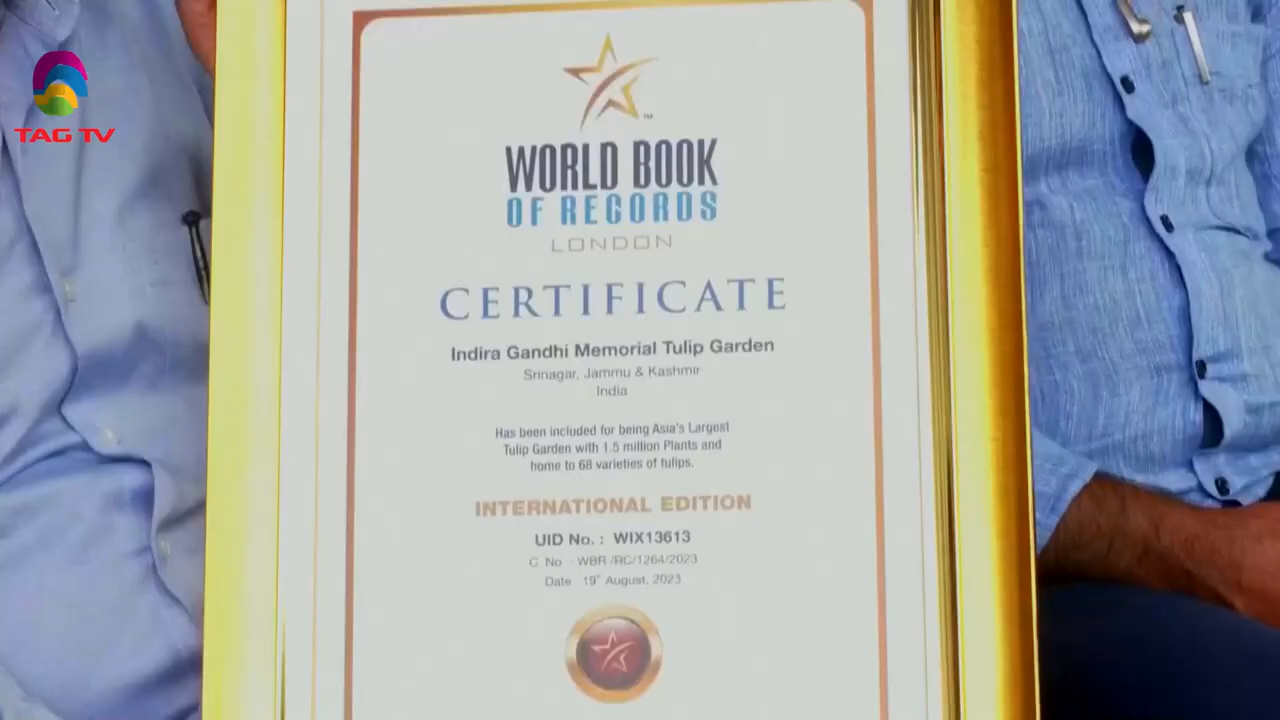 TAG TV
WORLD BOOK
OF RECORDS
LONDON
CERTIFICATE
Indira Gandhi Memorial Tulip Garden
Srinagar, Jammu & Kashmir
India
Has been included for being Asia's Largest
Tulip Garden with 1.5 million Plants and
home to 68 varieties of tulips.
INTERNATIONAL EDITION
UID No. : WIX13613
C. No : WBR /RC/1264/2023
Date : 19th August, 2023